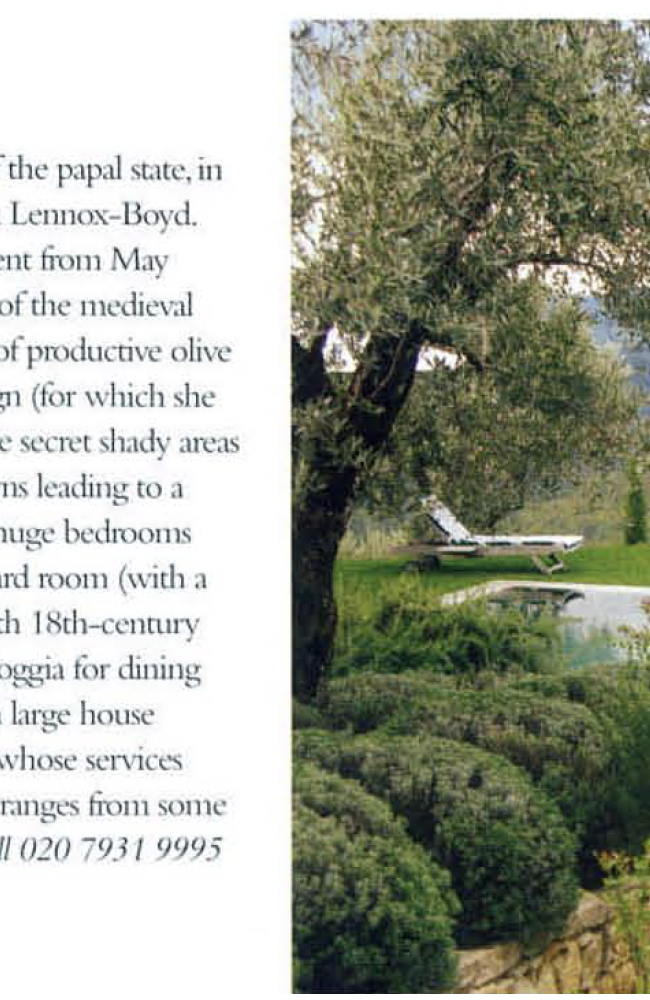 the papal state, in
Lennox-Boyd.
ent from May
of the medieval
of productive olive
gn (for which she
e secret shady areas
ns leading to a
huge bedrooms
ard room (with a
th 18th-century
oggia for dining
large house
whose services
ranges from some
ll 020 7931 9995